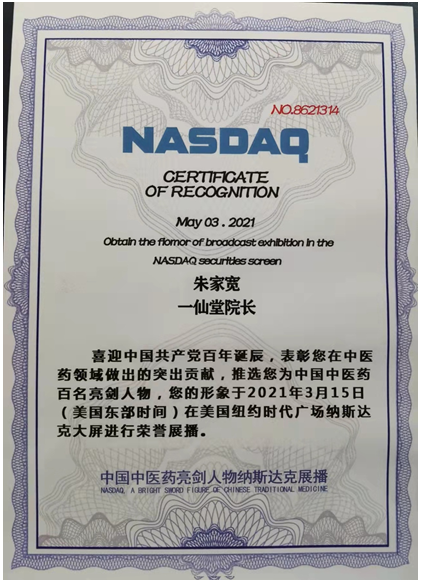 NO.8621314
NASDAQ
CERTIFICATE
OF RECOGNITION
May 03 . 2021
Obtain the flomor of broadcast exhibition in the
NASDAQ securities screen
朱家宽
一仙堂院长
喜迎中国共产党百年诞辰，表彰您在中医
药领域做出的突出贡献，推选您为中国中医药
百名亮剑人物，您的形象于2021年3月15日
（美国东部时间）在美国纽约时代广场纳斯达
克大屏进行荣誉展播。
中国中医药亮剑人物纳斯达克展播
NASDAQ, A BRIGHT SWORD FIGURE OF CHINESE TRADITIONAL MEDICINE